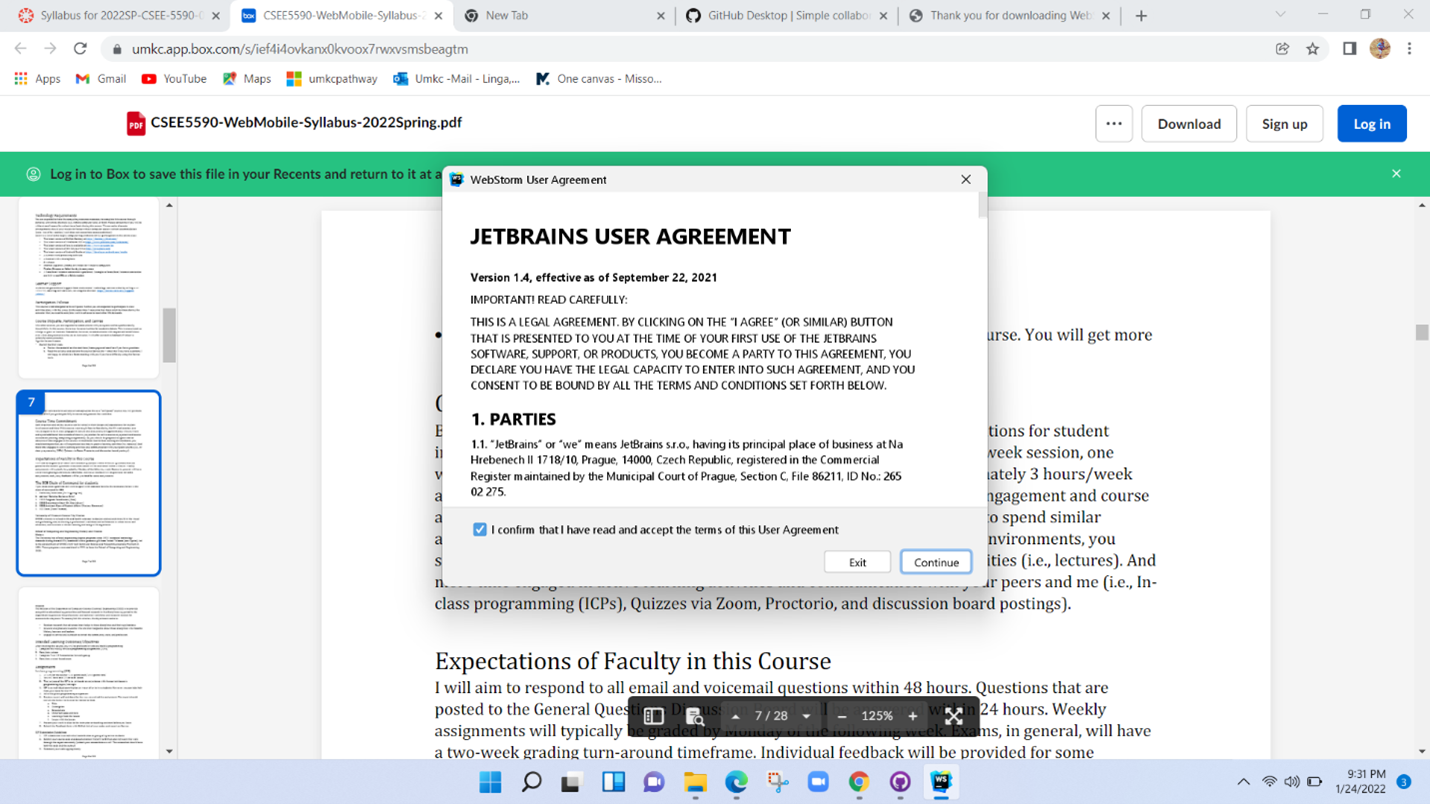 Syllabus for 2022SP-CSEE-5590-0
CSEE5590-WebMobile-Syllabus-2
New Tab
GitHub Desktop | Simple collabo
Thank you for downloading Web
umkc.app.box.com/s/ief4i4ovkanx0kvoox7rwxvsmsbeagtm
Apps
Gmail
YouTube
Maps
umkcpathway
Umkc -Mail - Linga,...
One canvas - Misso...
PDF
CSEE5590-WebMobile-Syllabus-2022Spring.pdf
Download
Sign up
Log in
Log in to Box to save this file in your Recents and return to it at a
WebStorm User Agreement
JETBRAINS USER AGREEMENT
Version 1.4, effective as of September 22, 2021
IMPORTANT! READ CAREFULLY:
THIS IS A LEGAL AGREEMENT. BY CLICKING ON THE "I AGREE" (OR SIMILAR) BUTTON
THAT IS PRESENTED TO YOU AT THE TIME OF YOUR FIRST USE OF THE JETBRAINS
SOFTWARE, SUPPORT, OR PRODUCTS, YOU BECOME A PARTY TO THIS AGREEMENT, YOU
DECLARE YOU HAVE THE LEGAL CAPACITY TO ENTER INTO SUCH AGREEMENT, AND YOU
CONSENT TO BE BOUND BY ALL THE TERMS AND CONDITIONS SET FORTH BELOW.
1. PARTIES
1.1. "JetBrains" or "we" means JetBrains s.r.o., having its principal place of business at Na
Hrebenech II 1718/10, Prague, 14000, Czech Republic, registered in the Commercial
Register maintained by the Municipal Court of Prague, Section C, File 86211, ID No.: 265
02 275.
I confirm that I have read and accept the terms of this User Agreement
Exit
Continue
7
urse. You will get more
tions for student
week session, one
ately 3 hours/week
ngagement and course
o spend similar
nvironments, you
ities (i.e., lectures). And
ur peers and me (i.e., In-
class programming (ICPs), Quizzes via Zoom, Proctorio, and discussion board postings).
Expectations of Faculty in this Course
I will aim to respond to all email and voicemail questions within 48 hours. Questions that are
posted to the General Questions Discussion Board will be answered within 24 hours. Weekly
assignments will typically be graded by Monday of the following week. Exams, in general, will have
a two-week grading turn-around timeframe. Individual feedback will be provided for some
125%
9:31 PM
1/24/2022
3